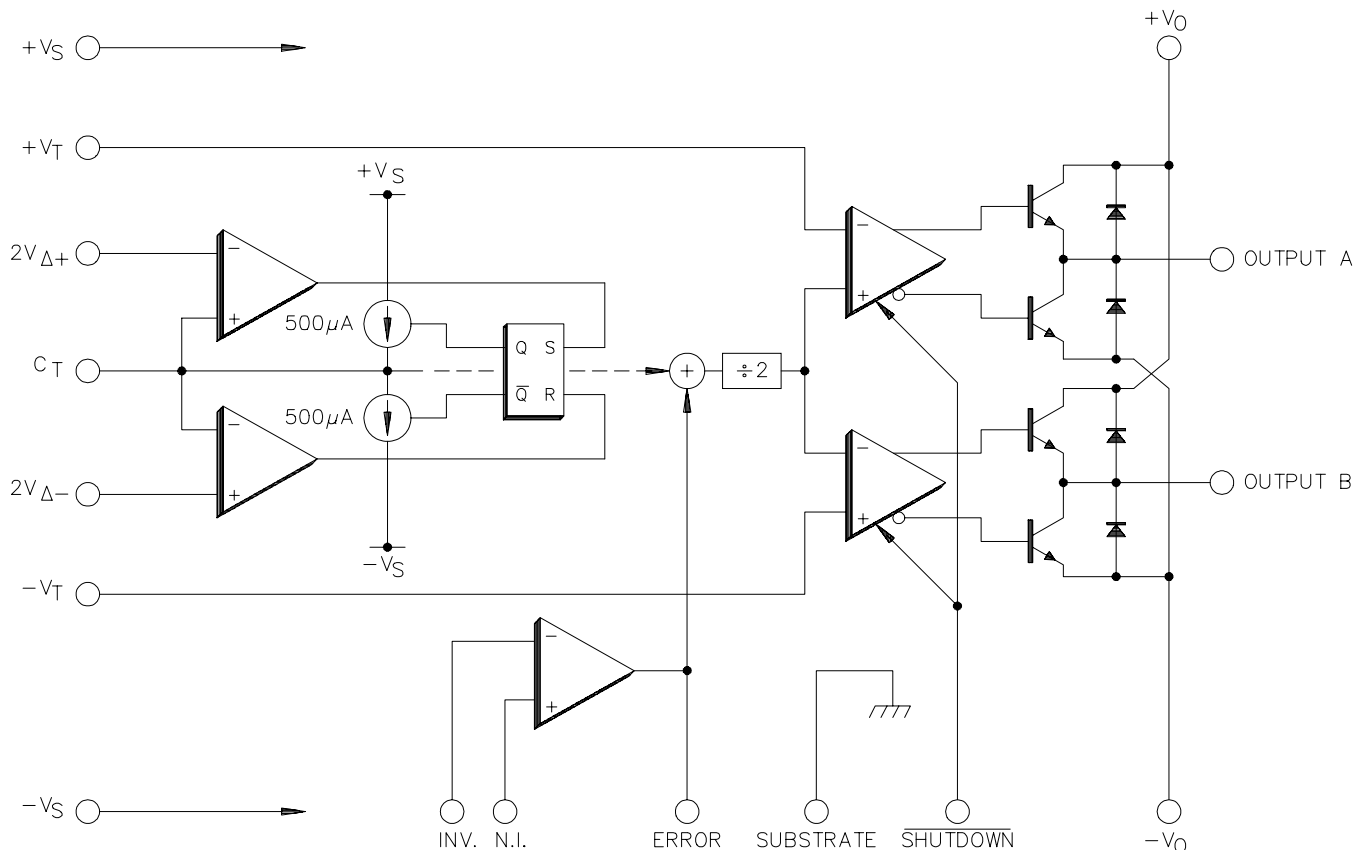 +VO
+VS
+VT
+VS
2VΔ+
− − OUTPUT A
+ 500µA +
CT Q S + ÷2
Q̅ R
− 500µA
2VΔ− + − OUTPUT B
+
−VS
−VT
−
+
−VS
INV. N.I. ERROR SUBSTRATE S̅H̅U̅T̅D̅O̅W̅N̅ −VO